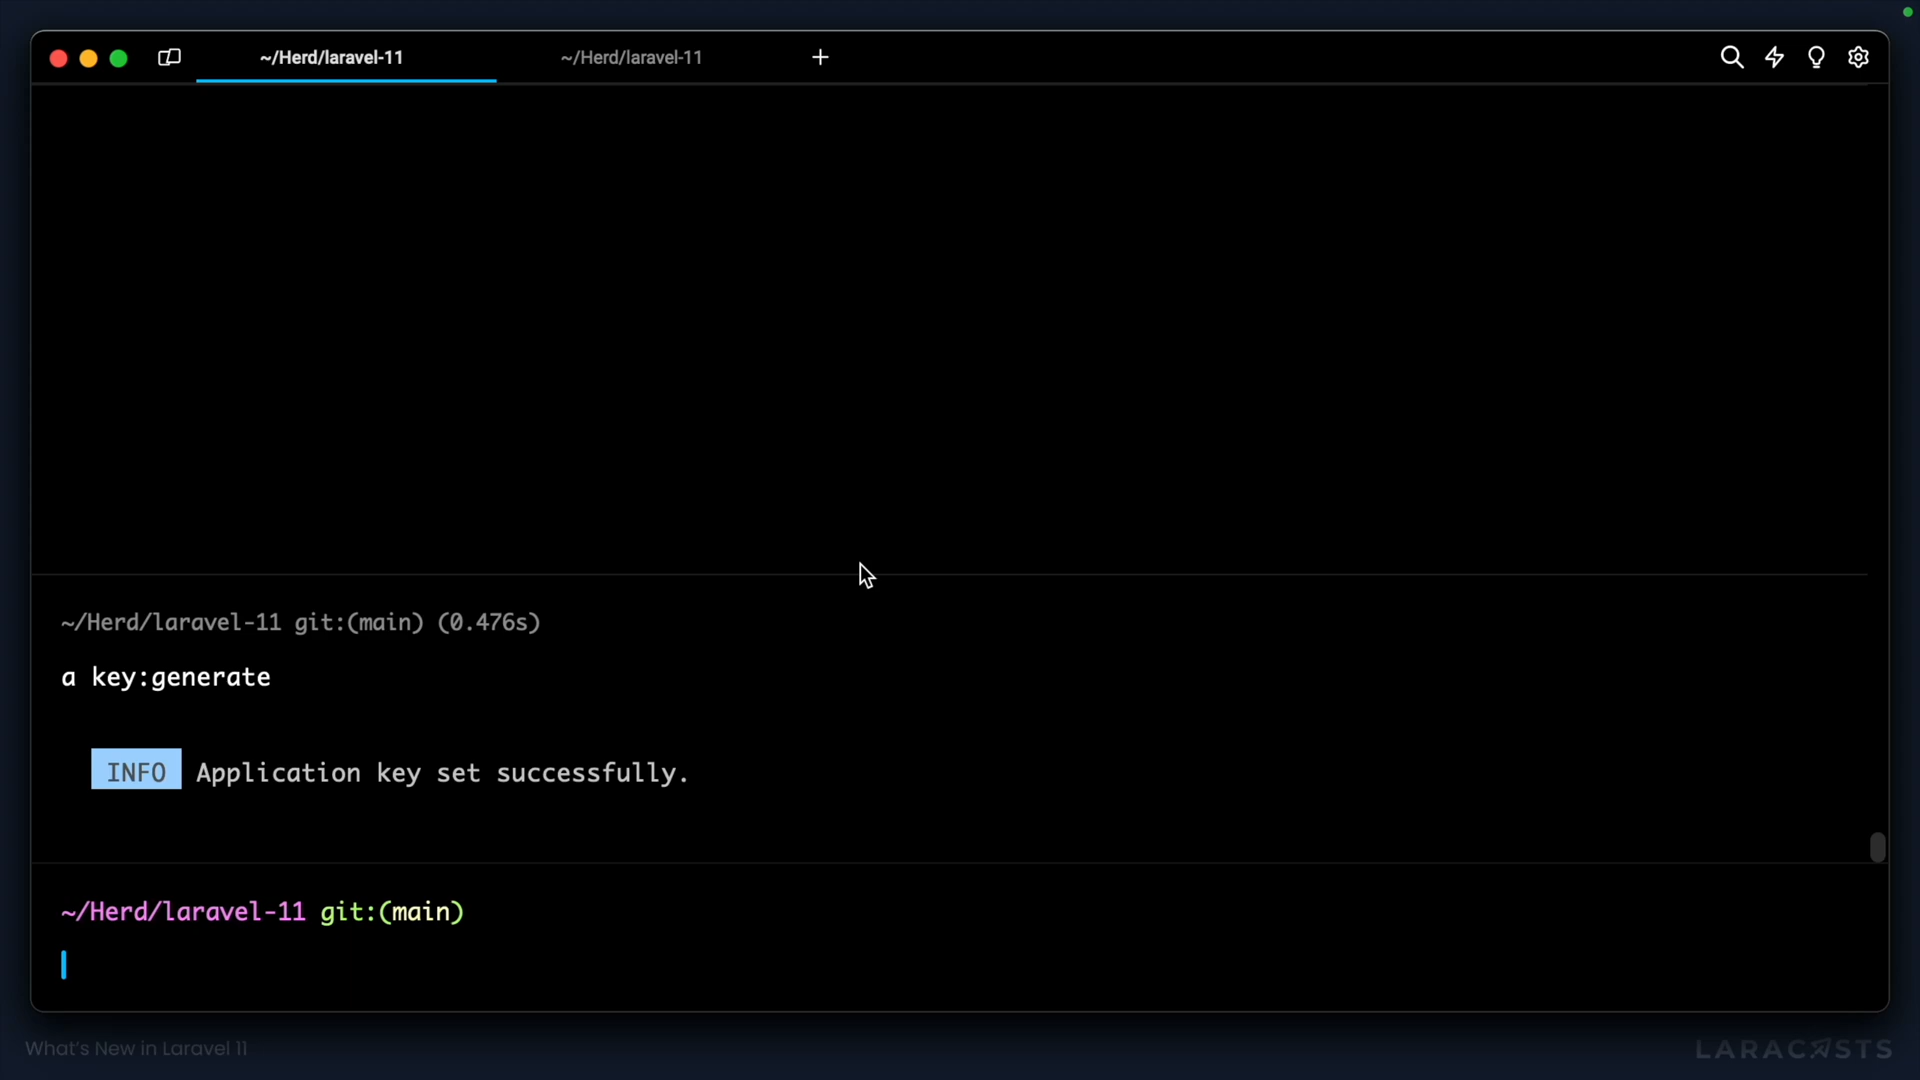 ~/Herd/laravel-11
~/Herd/laravel-11
~/Herd/laravel-11 git:(main) (0.476s)
a key:generate
INFO Application key set successfully.
~/Herd/laravel-11 git:(main)
What's New in Laravel 11
LARACASTS